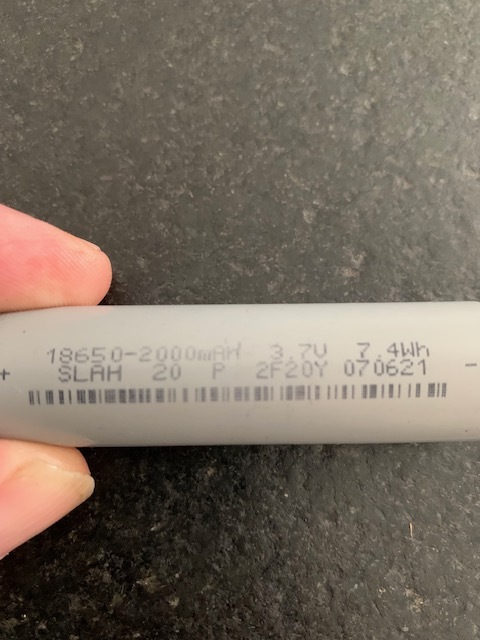 18650-2000mAH 3.7V 7.4Wh
+ SLAH 20 P 2F20Y 070621 -